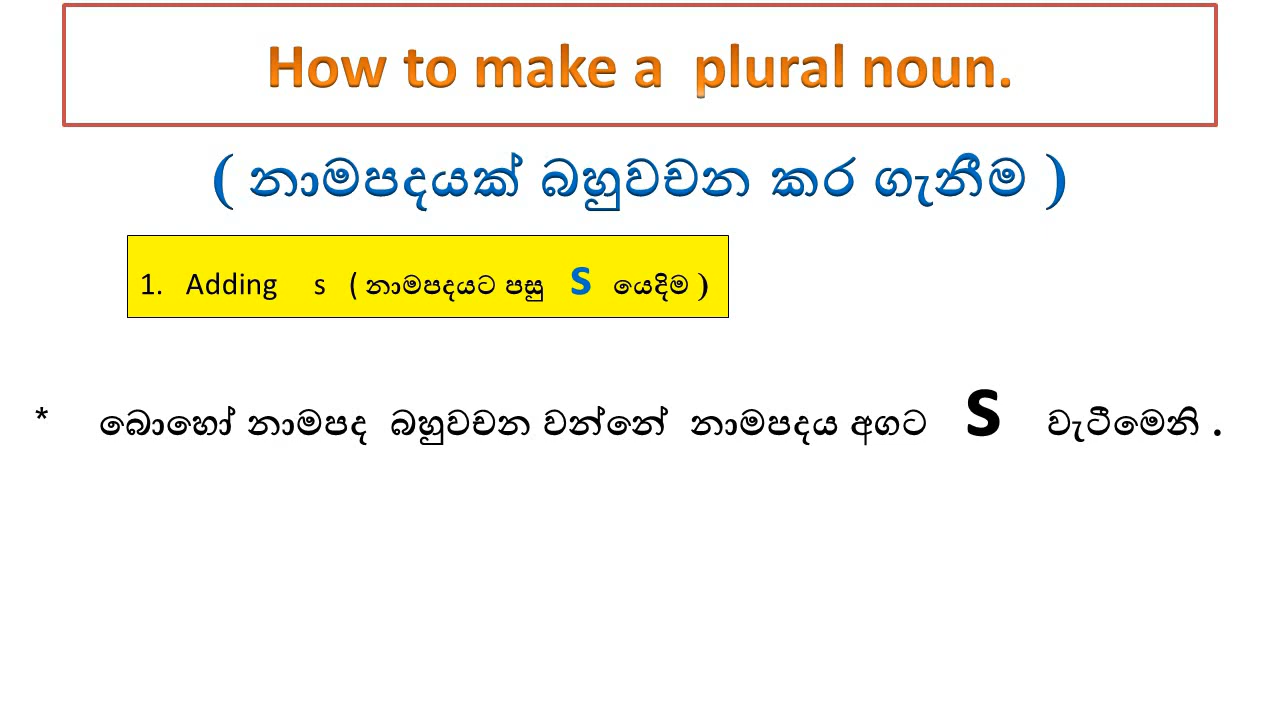 How to make a  plural noun.
( නාමපදයක් බහුවචන කර ගැනීම )
1.   Adding     s   ( නාමපදයට පසු   s   යෙදිම )
*     බොහෝ නාමපද  බහුවචන වන්නේ  නාමපදය අගට   s   වැටීමෙනි .